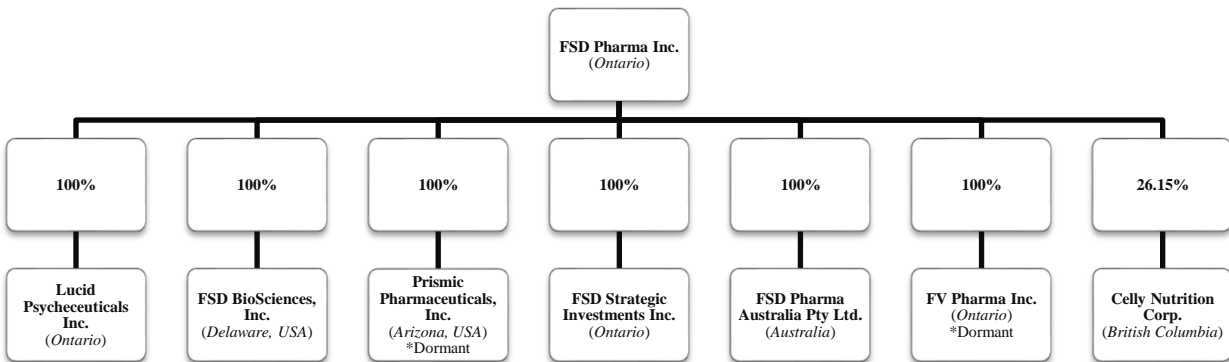 FSD Pharma Inc.
(Ontario)
100%
100%
100%
100%
100%
100%
26.15%
Lucid
Psycheceuticals
Inc.
(Ontario)
FSD BioSciences,
Inc.
(Delaware, USA)
Prismic
Pharmaceuticals,
Inc.
(Arizona, USA)
*Dormant
FSD Strategic
Investments Inc.
(Ontario)
FSD Pharma
Australia Pty Ltd.
(Australia)
FV Pharma Inc.
(Ontario)
*Dormant
Celly Nutrition
Corp.
(British Columbia)